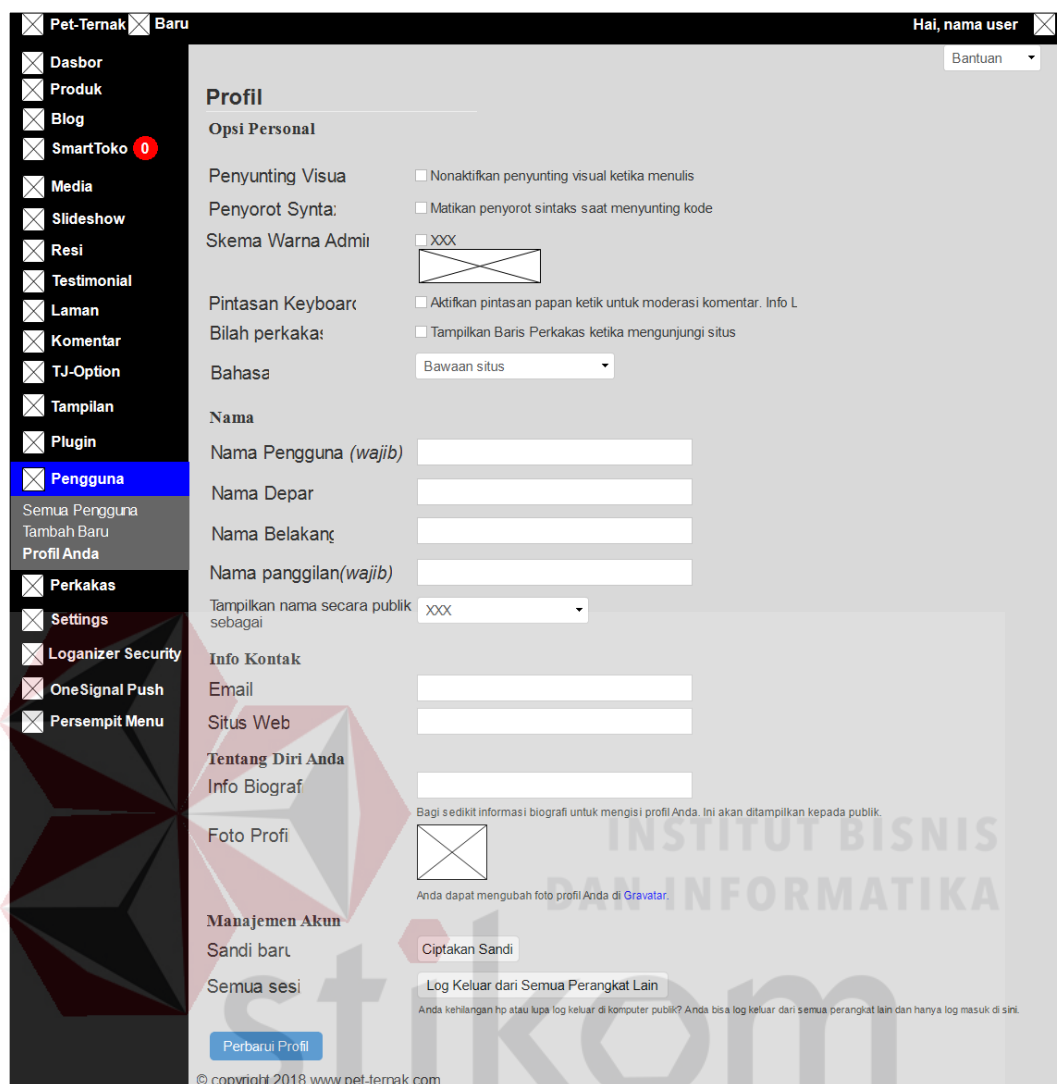 Pet-Ternak Baru Hai, nama user
Bantuan
Dasbor
Produk
Blog
SmartToko 0
Media
Slideshow
Resi
Testimonial
Laman
Komentar
TJ-Option
Tampilan
Plugin
Pengguna
Semua Pengguna
Tambah Baru
Profil Anda
Perkakas
Settings
Loganizer Security
OneSignal Push
Persempit Menu
Profil
Opsi Personal
Penyunting Visua Nonaktifkan penyunting visual ketika menulis
Penyorot Synta: Matikan penyorot sintaks saat menyunting kode
Skema Warna Admin XXX
Pintasan Keyboard Aktifkan pintasan papan ketik untuk moderasi komentar. Info L
Bilah perkakas Tampilkan Baris Perkakas ketika mengunjungi situs
Bahasa Bawaan situs
Nama
Nama Pengguna (wajib)
Nama Depar
Nama Belakang
Nama panggilan(wajib)
Tampilkan nama secara publik XXX
sebagai
Info Kontak
Email
Situs Web
Tentang Diri Anda
Info Biograf
Bagi sedikit informasi biografi untuk mengisi profil Anda. Ini akan ditampilkan kepada publik.
Foto Profi
Anda dapat mengubah foto profil Anda di Gravatar.
Manajemen Akun
Sandi baru Ciptakan Sandi
Semua sesi Log Keluar dari Semua Perangkat Lain
Anda kehilangan hp atau lupa log keluar di komputer publik? Anda bisa log keluar dari semua perangkat lain dan hanya log masuk di sini.
Perbarui Profil
© copyright 2018 www.pet-ternak.com
INSTITUT BISNIS
DAN INFORMATIKA
stikom